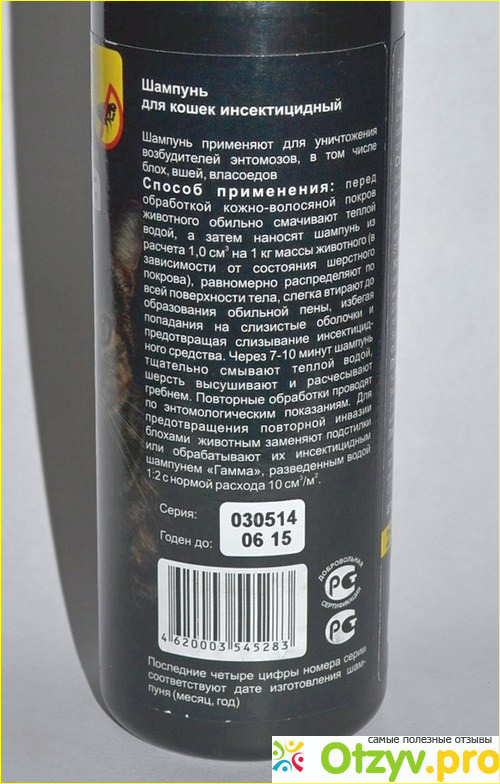 Шампунь
для кошек инсектицидный
Шампунь применяют для уничтожения
возбудителей энтомозов, в том числе
блох, вшей, власоедов
Способ применения: перед
обработкой кожно-волосяной покров
животного обильно смачивают теплой
водой, а затем наносят шампунь из
расчета 1,0 см³ на 1 кг массы животного (в
зависимости от состояния шерстного
покрова), равномерно распределяют по
всей поверхности тела, слегка втирают до
образования обильной пены, избегая
попадания на слизистые оболочки и
предотвращая слизывание инсектицид-
ного средства. Через 7-10 минут шампунь
тщательно смывают теплой водой,
шерсть высушивают и расчесывают
гребнем. Повторные обработки проводят
по энтомологическим показаниям. Для
предотвращения повторной инвазии
блохами животным заменяют подстилки
или обрабатывают их инсектицидным
шампунем «Гамма», разведенным водой
1:2 с нормой расхода 10 см³/м².
Серия: 030514
Годен до: 06 15
ДОБРОВОЛЬНАЯ
РСТ
СЕРТИФИКАЦИЯ
РСТ
4 620003 545283
Последние четыре цифры номера серии
соответствуют дате изготовления шам-
пуня (месяц, год)
самые полезные отзывы
Otzyv.pro